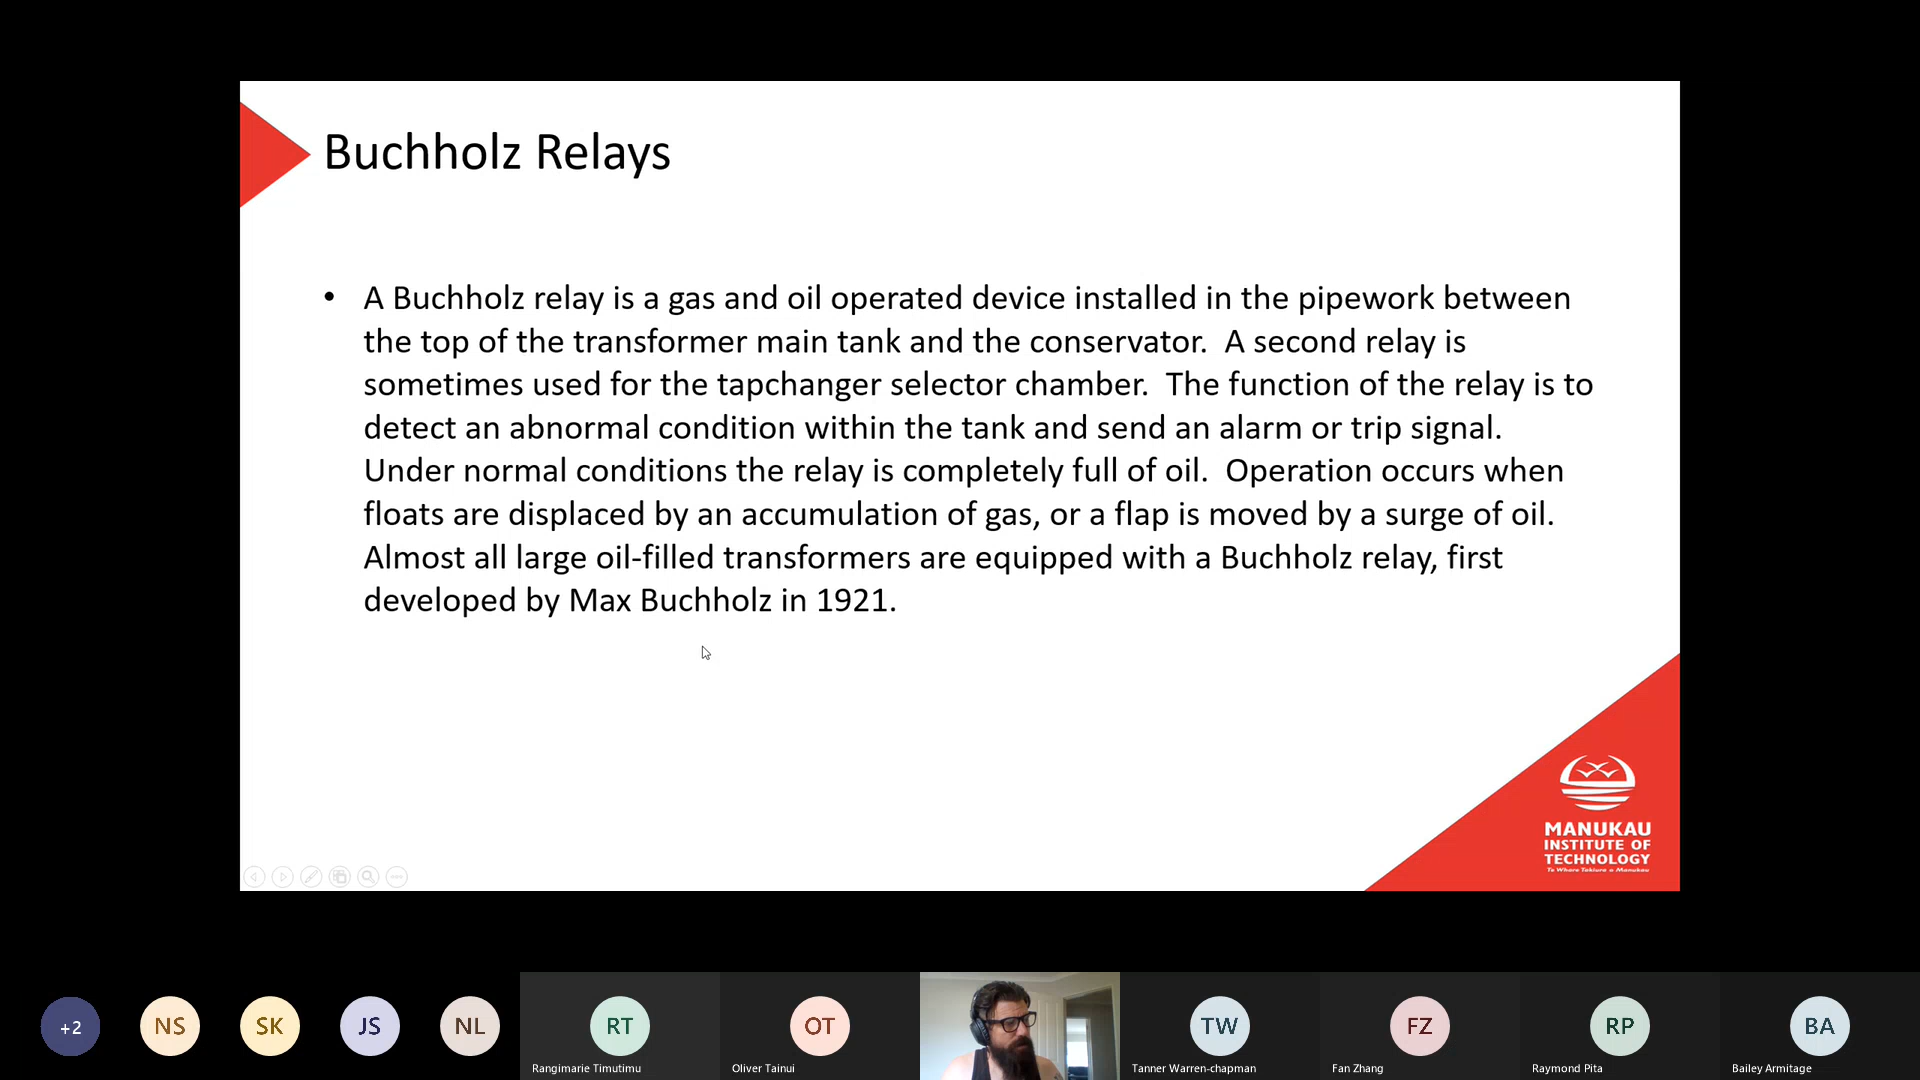 Buchholz Relays
• A Buchholz relay is a gas and oil operated device installed in the pipework between
the top of the transformer main tank and the conservator.  A second relay is
sometimes used for the tapchanger selector chamber.  The function of the relay is to
detect an abnormal condition within the tank and send an alarm or trip signal.
Under normal conditions the relay is completely full of oil.  Operation occurs when
floats are displaced by an accumulation of gas, or a flap is moved by a surge of oil.
Almost all large oil-filled transformers are equipped with a Buchholz relay, first
developed by Max Buchholz in 1921.
MANUKAU
INSTITUTE OF
TECHNOLOGY
Te Whare Takiura o Manukau
+2
NS
SK
JS
NL
RT
Rangimarie Timutimu
OT
Oliver Tainui
TW
Tanner Warren-chapman
FZ
Fan Zhang
RP
Raymond Pita
BA
Bailey Armitage